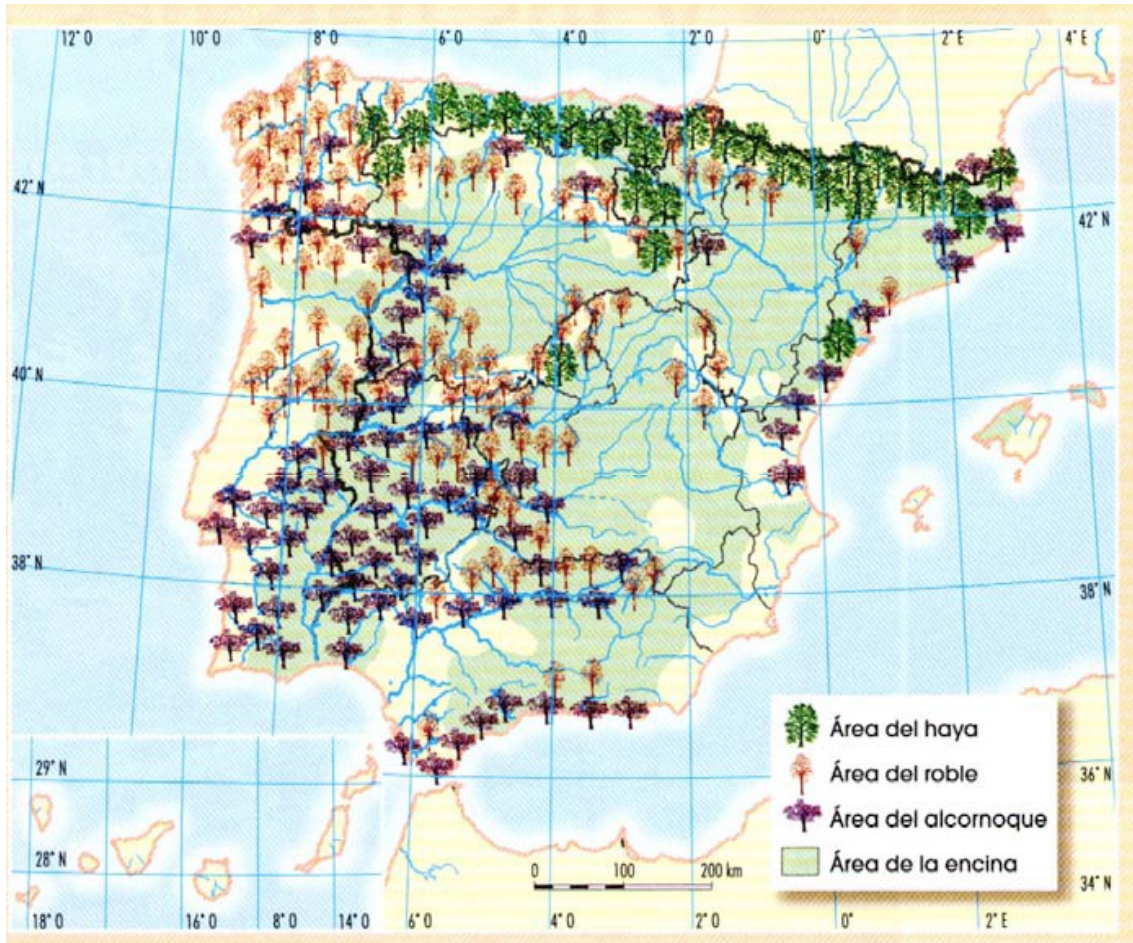 12° O 10° O 8° O 6° O 4° O 2° O 0° 2° E 4° E
42° N
42° N
40° N
40° N
38° N
38° N
Área del haya
Área del roble
Área del alcornoque
Área de la encina
29° N
28° N
36° N
34° N
0 100 200 km
18° O 16° O 8° O 14° O 6° O 4° O 2° O 0° 2° E